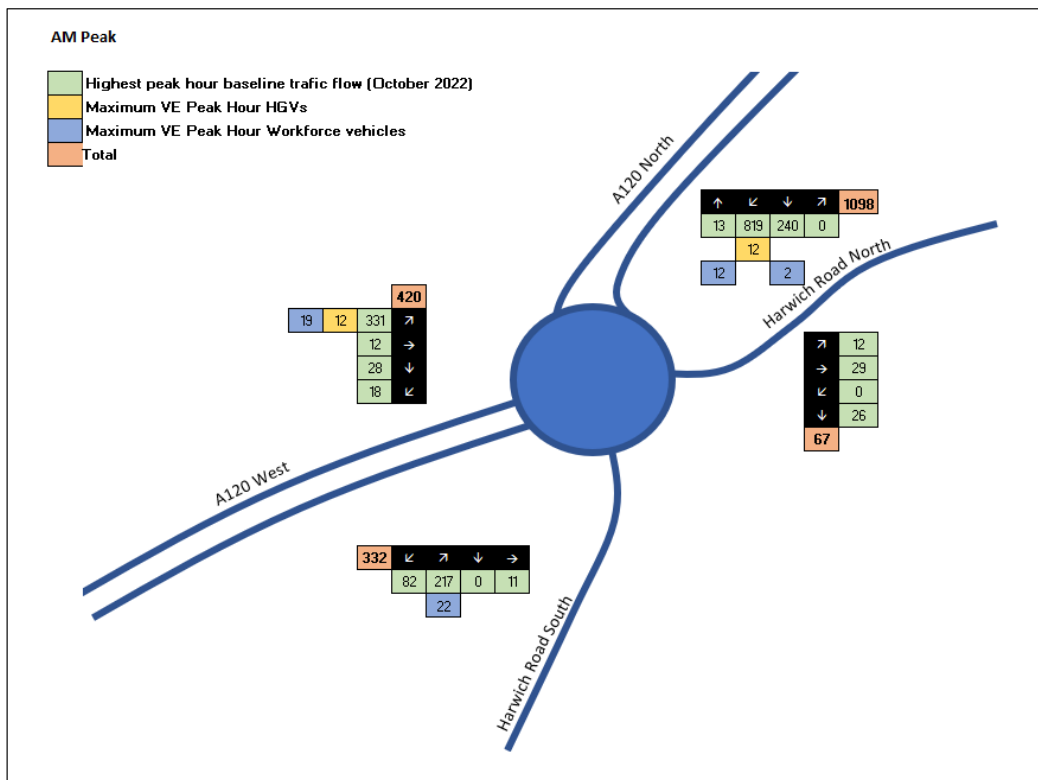 AM Peak
Highest peak hour baseline trafic flow (October 2022)
Maximum VE Peak Hour HGVs
Maximum VE Peak Hour Workforce vehicles
Total
A120 North
↑ ↙ ↓ ↗ 1098
13 819 240 0
12
12 2
Harwich Road North
420
19 12 331 ↗
12 →
28 ↓
18 ↙
↗ 12
→ 29
↙ 0
↓ 26
67
A120 West
332 ↙ ↗ ↓ →
82 217 0 11
22
Harwich Road South